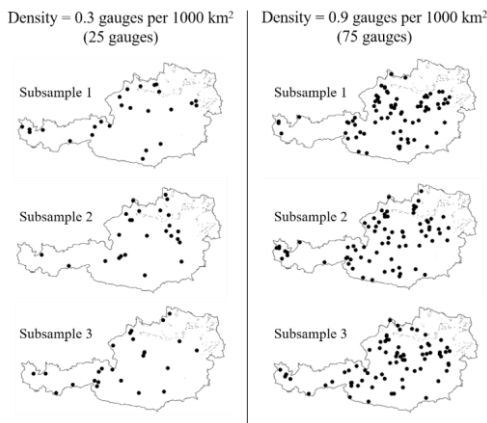 Density = 0.3 gauges per 1000 km²
(25 gauges)
Subsample 1
Subsample 2
Subsample 3
Density = 0.9 gauges per 1000 km²
(75 gauges)
Subsample 1
Subsample 2
Subsample 3